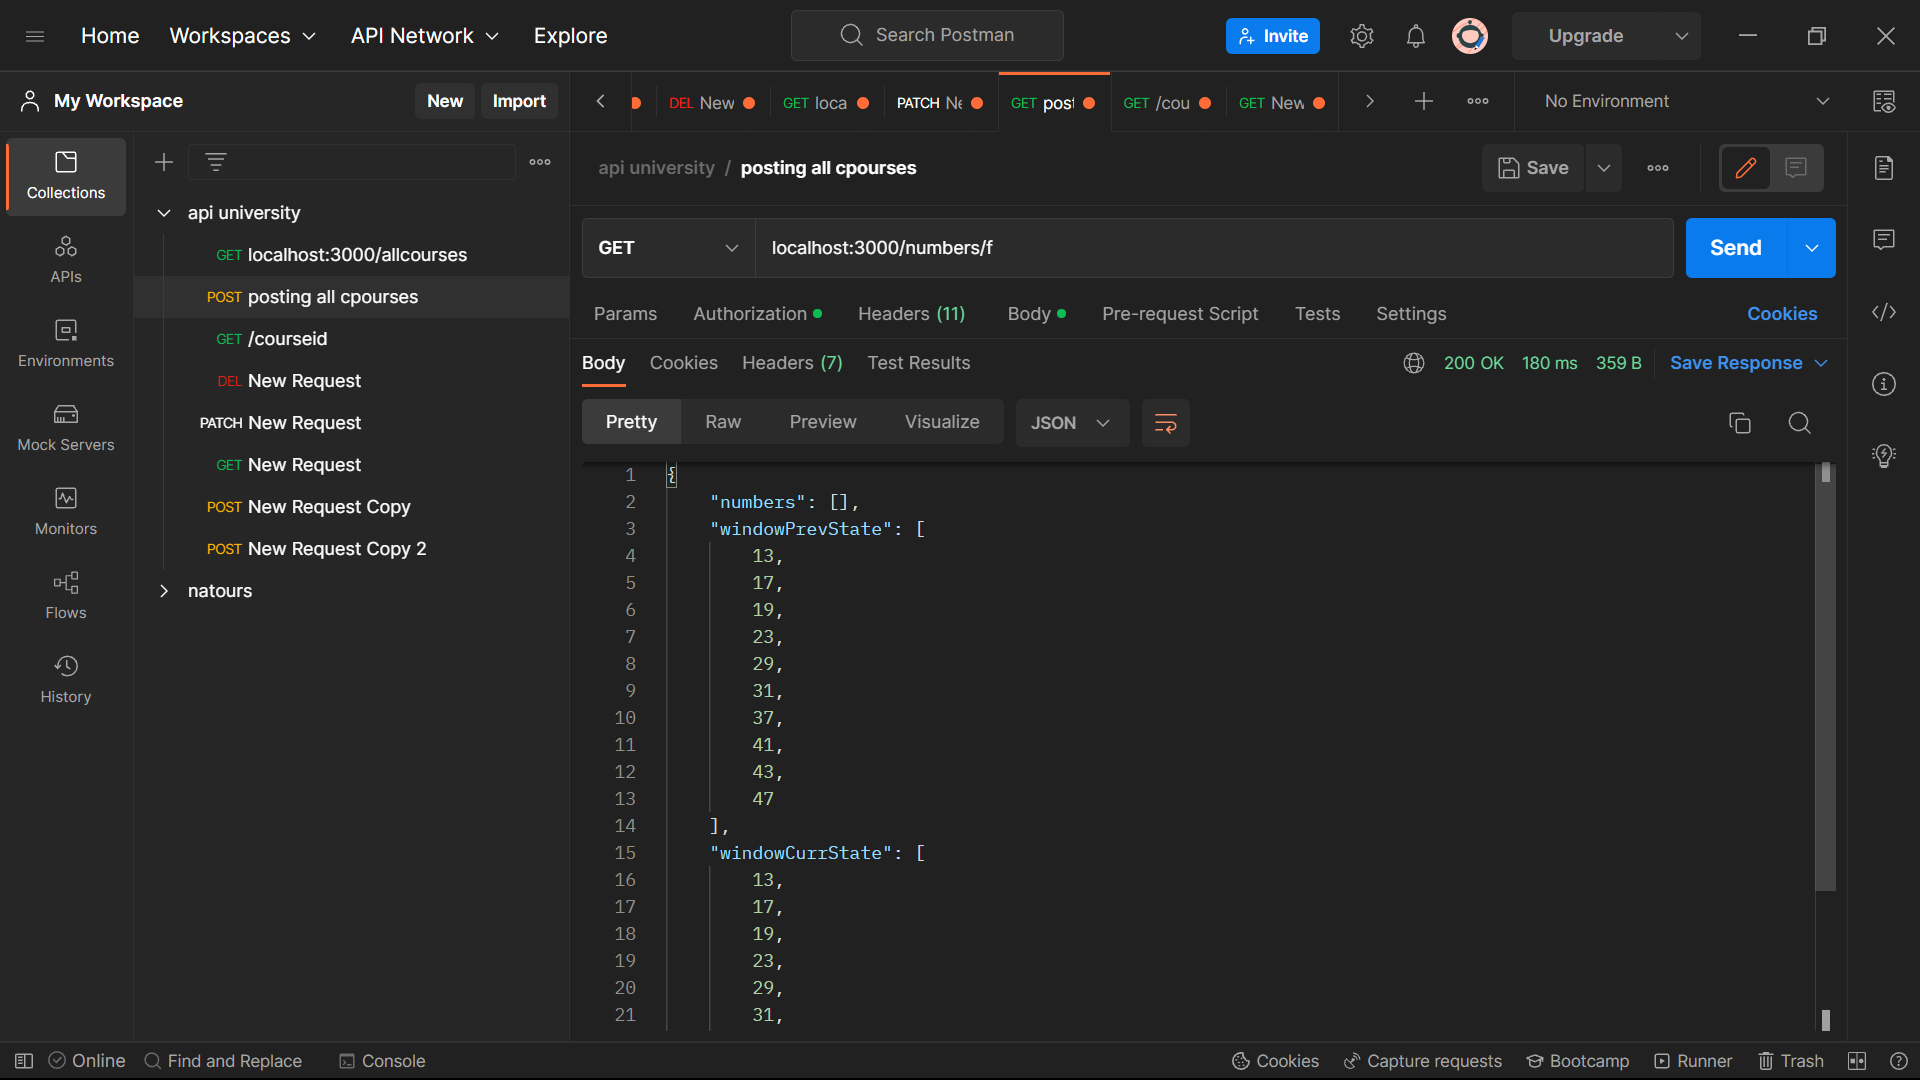 Home Workspaces API Network Explore Search Postman Invite Upgrade
My Workspace New Import DEL New GET loca PATCH Ne GET post GET /cou GET New No Environment
Collections
APIs
Environments
Mock Servers
Monitors
Flows
History
api university
GET localhost:3000/allcourses
POST posting all cpourses
GET /courseid
DEL New Request
PATCH New Request
GET New Request
POST New Request Copy
POST New Request Copy 2
natours
api university / posting all cpourses Save
GET localhost:3000/numbers/f Send
Params Authorization Headers (11) Body Pre-request Script Tests Settings Cookies
Body Cookies Headers (7) Test Results 200 OK 180 ms 359 B Save Response
Pretty Raw Preview Visualize JSON
1 {
2 "numbers": [],
3 "windowPrevState": [
4 13,
5 17,
6 19,
7 23,
8 29,
9 31,
10 37,
11 41,
12 43,
13 47
14 ],
15 "windowCurrState": [
16 13,
17 17,
18 19,
19 23,
20 29,
21 31,
Online Find and Replace Console Cookies Capture requests Bootcamp Runner Trash